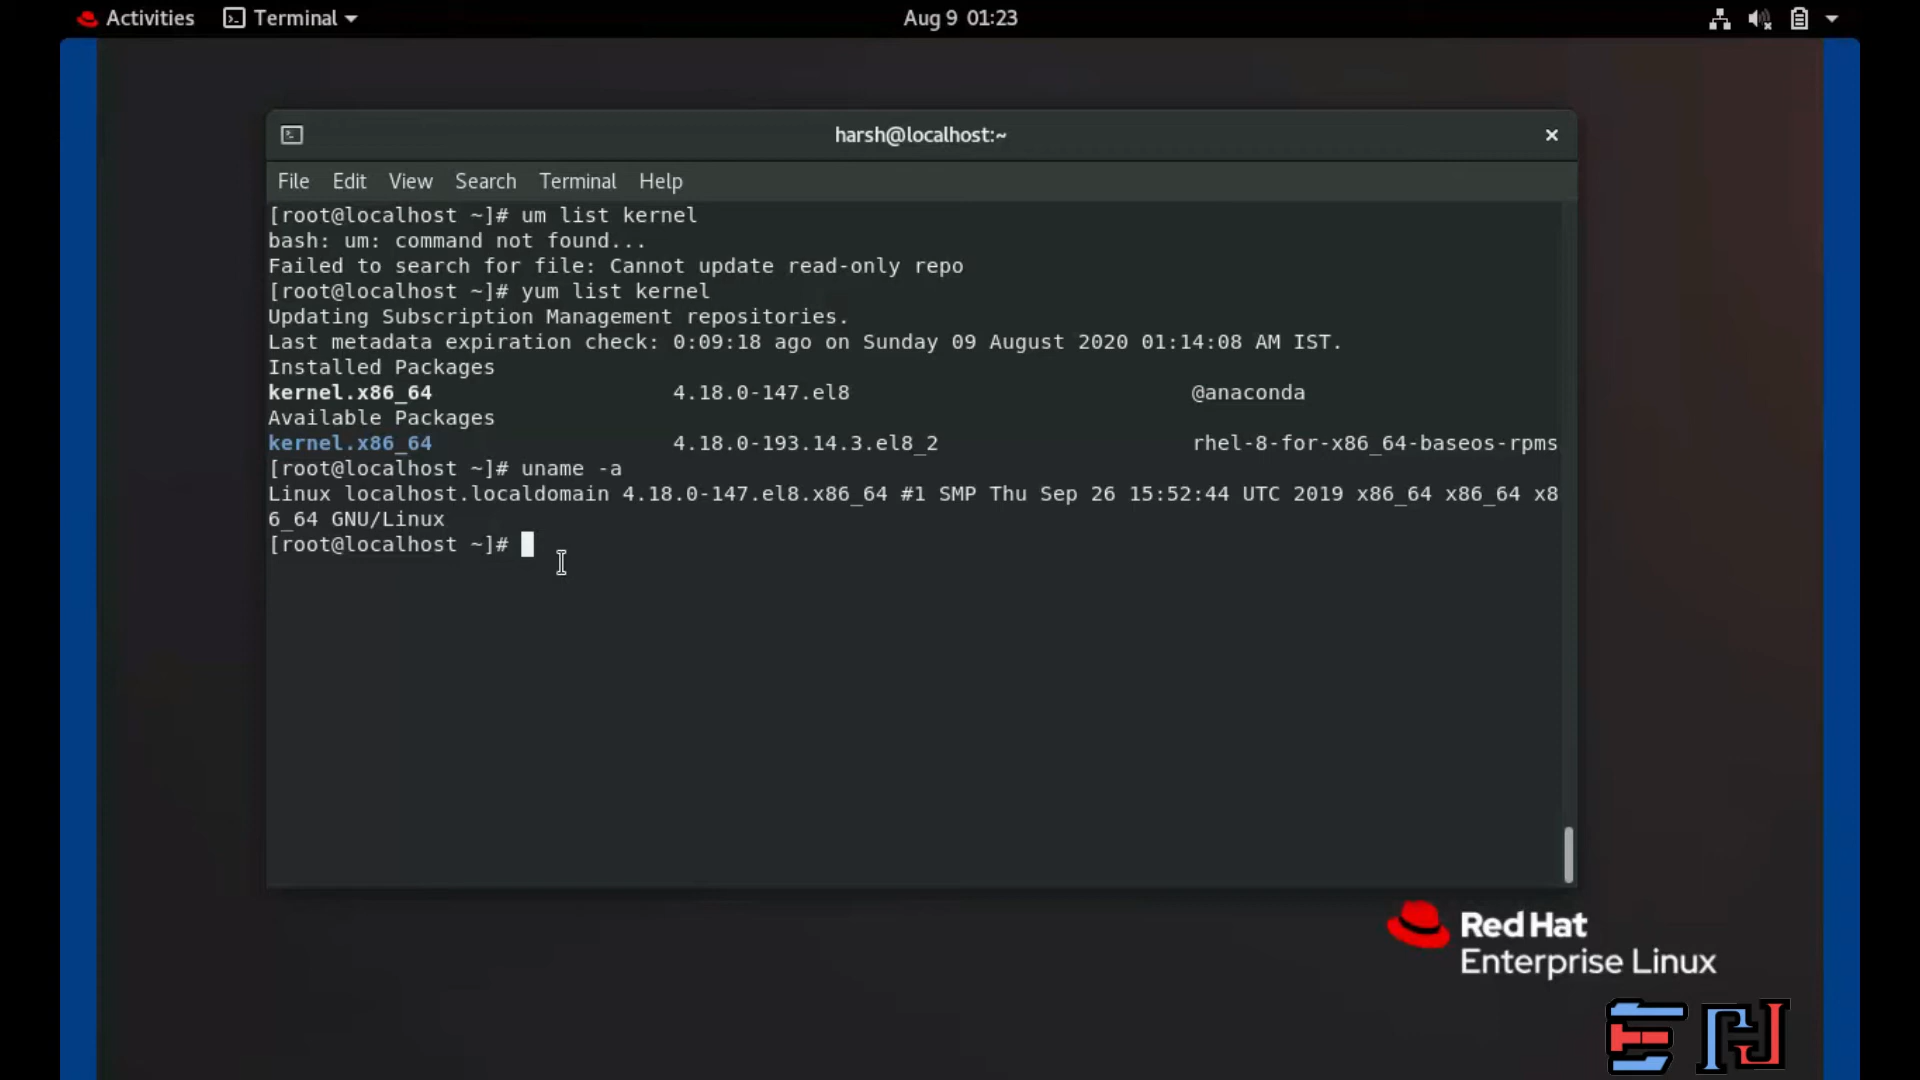 Activities Terminal Aug 9 01:23
harsh@localhost:~
File Edit View Search Terminal Help
[root@localhost ~]# um list kernel
bash: um: command not found...
Failed to search for file: Cannot update read-only repo
[root@localhost ~]# yum list kernel
Updating Subscription Management repositories.
Last metadata expiration check: 0:09:18 ago on Sunday 09 August 2020 01:14:08 AM IST.
Installed Packages
kernel.x86_64 4.18.0-147.el8 @anaconda
Available Packages
kernel.x86_64 4.18.0-193.14.3.el8_2 rhel-8-for-x86_64-baseos-rpms
[root@localhost ~]# uname -a
Linux localhost.localdomain 4.18.0-147.el8.x86_64 #1 SMP Thu Sep 26 15:52:44 UTC 2019 x86_64 x86_64 x8
6_64 GNU/Linux
[root@localhost ~]#
Red Hat
Enterprise Linux